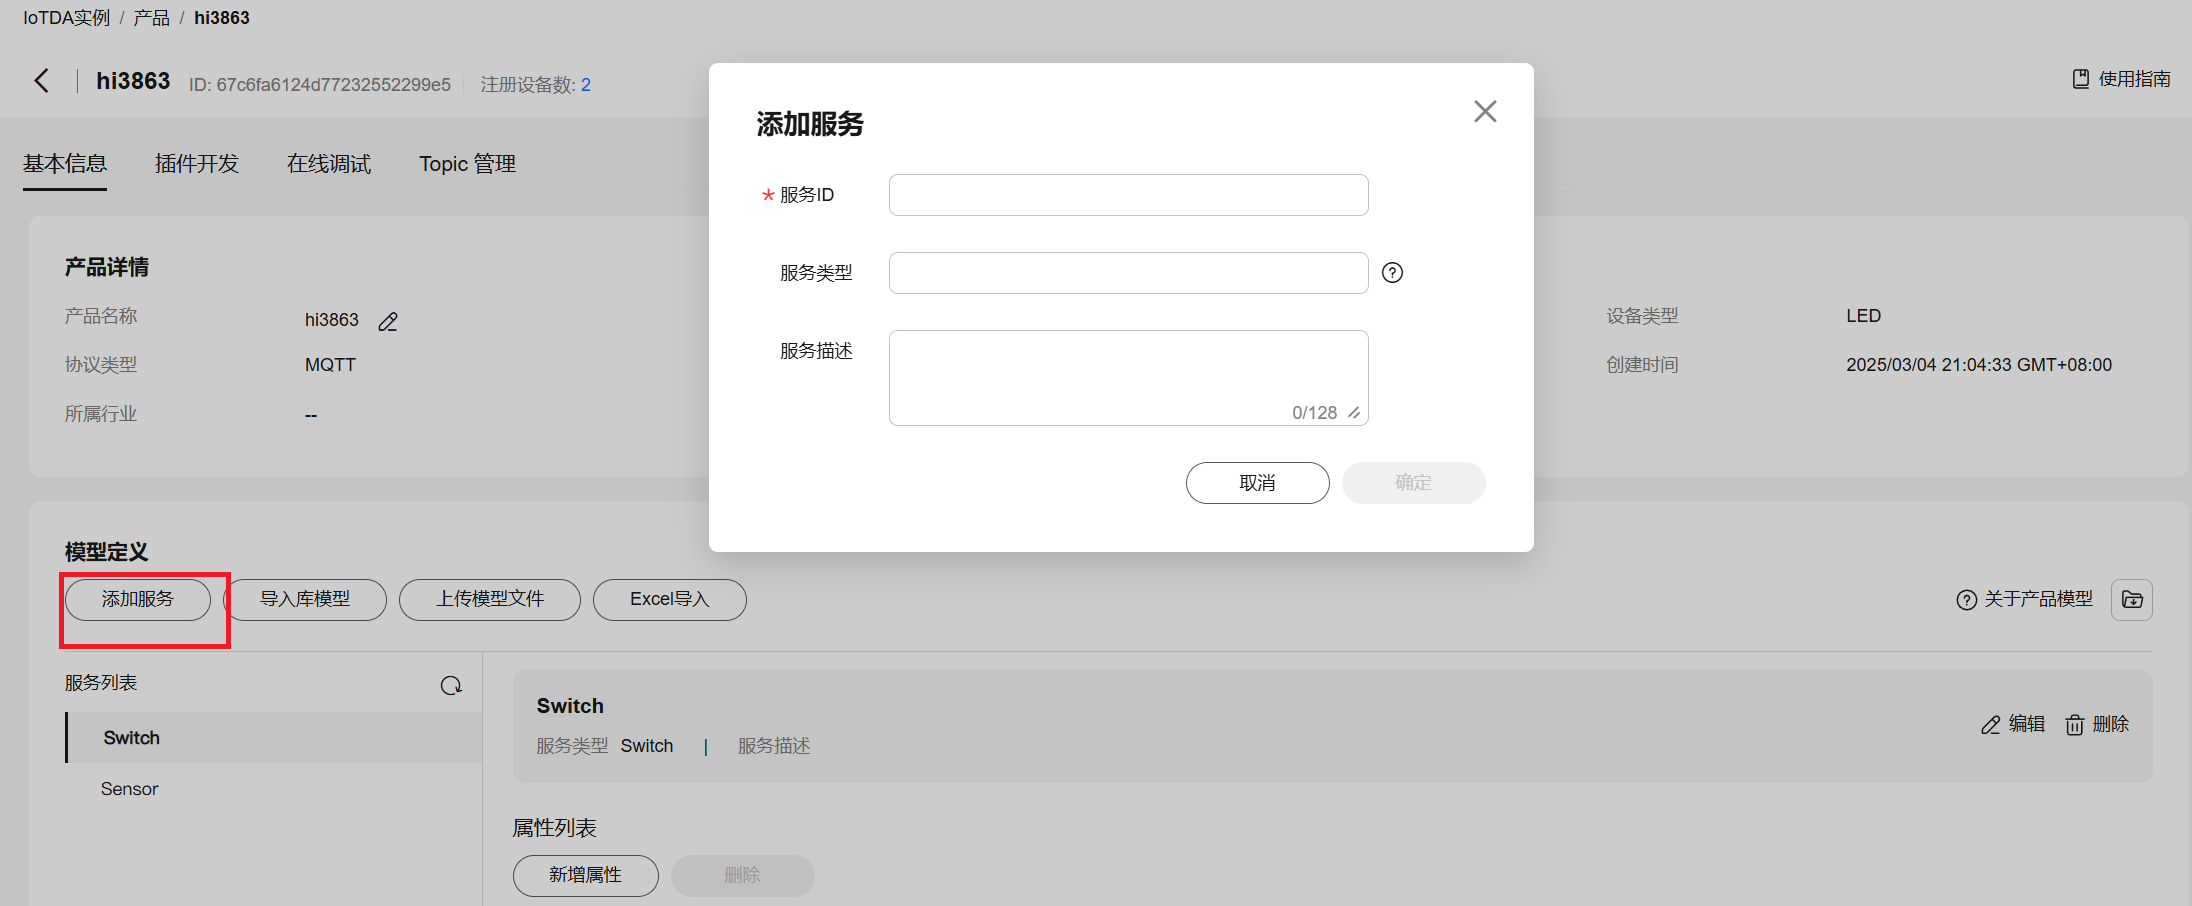 IoTDA实例 / 产品 / hi3863
hi3863 ID: 67c6fa6124d77232552299e5 注册设备数: 2
使用指南
基本信息 插件开发 在线调试 Topic 管理
添加服务
* 服务ID
服务类型
服务描述
0/128
取消 确定
产品详情
产品名称 hi3863
设备类型 LED
协议类型 MQTT
创建时间 2025/03/04 21:04:33 GMT+08:00
所属行业 --
模型定义
添加服务 导入库模型 上传模型文件 Excel导入
关于产品模型
服务列表
Switch
Sensor
Switch
服务类型 Switch | 服务描述
编辑 删除
属性列表
新增属性 删除